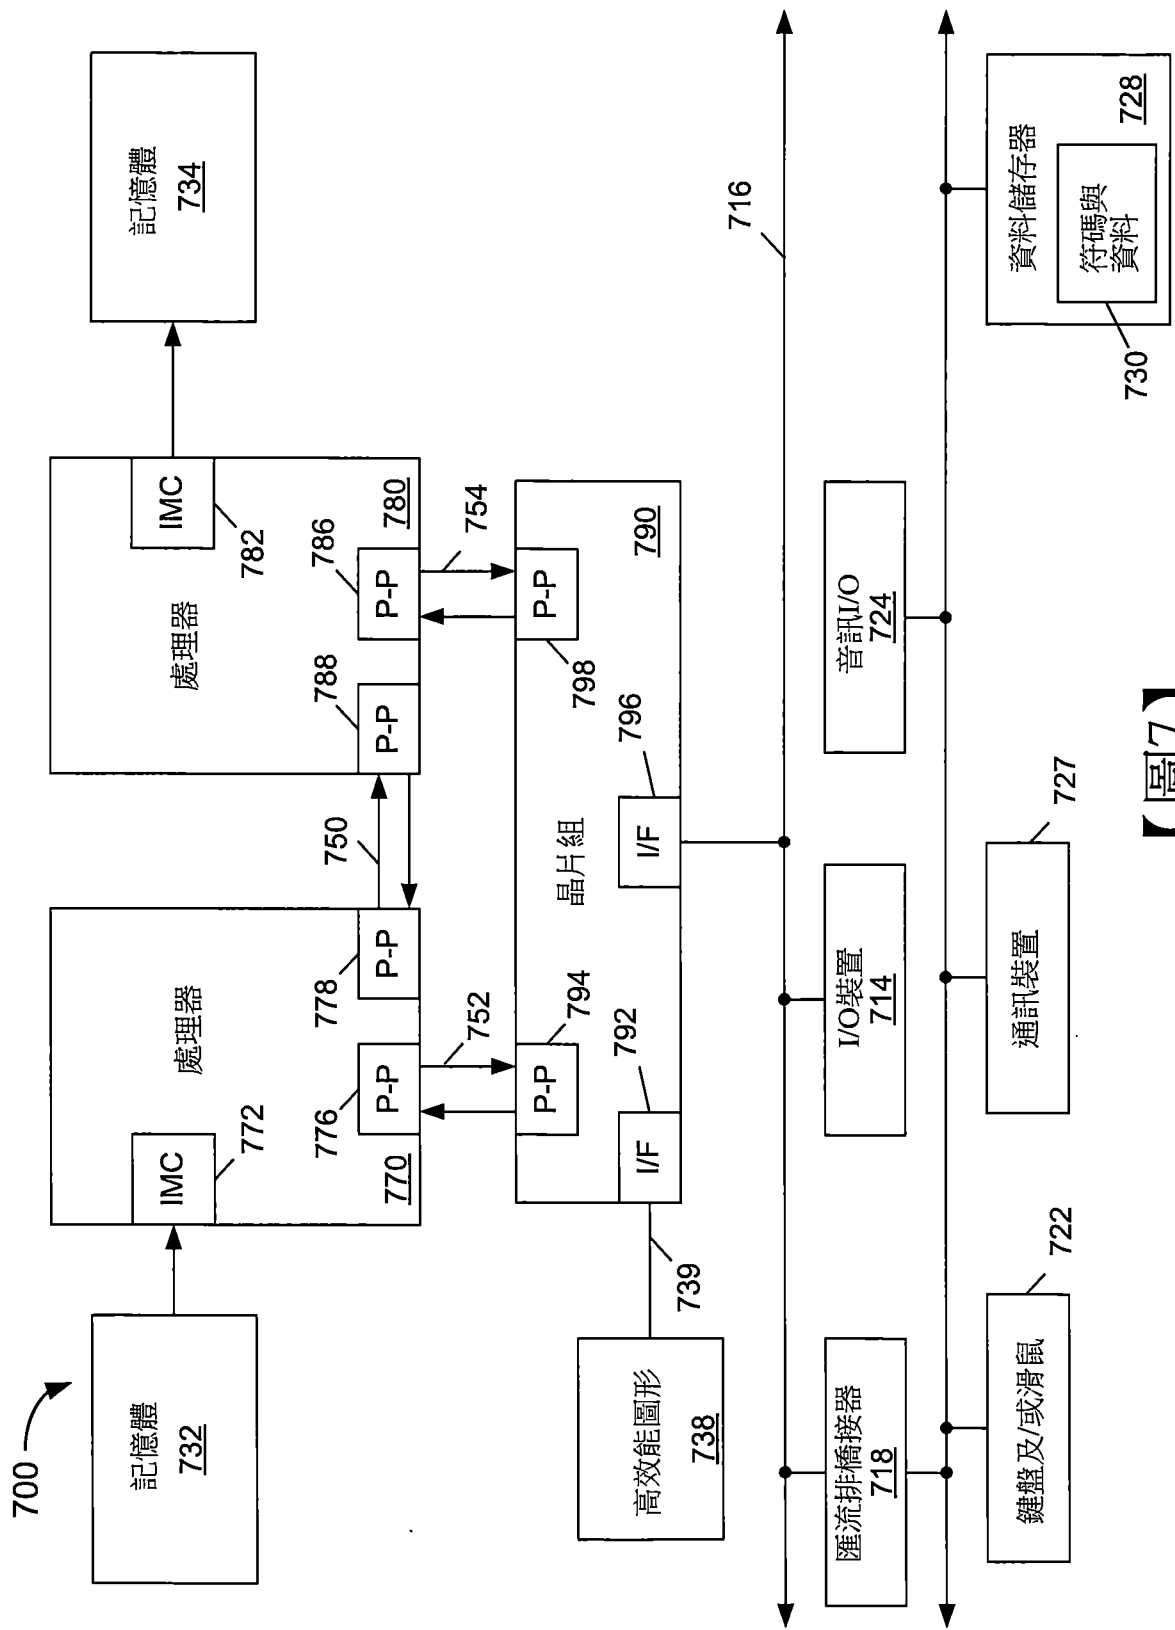 700
記憶體
732
處理器
IMC
772
770
P-P
776
P-P
778
750
處理器
IMC
782
780
P-P
788
P-P
786
記憶體
734
752
754
高效能圖形
738
739
晶片組
790
P-P
794
P-P
798
I/F
792
I/F
796
716
匯流排橋接器
718
I/O裝置
714
音訊I/O
724
鍵盤及/或滑鼠
722
通訊裝置
727
資料儲存器
728
符碼與
資料
730
【圖7】